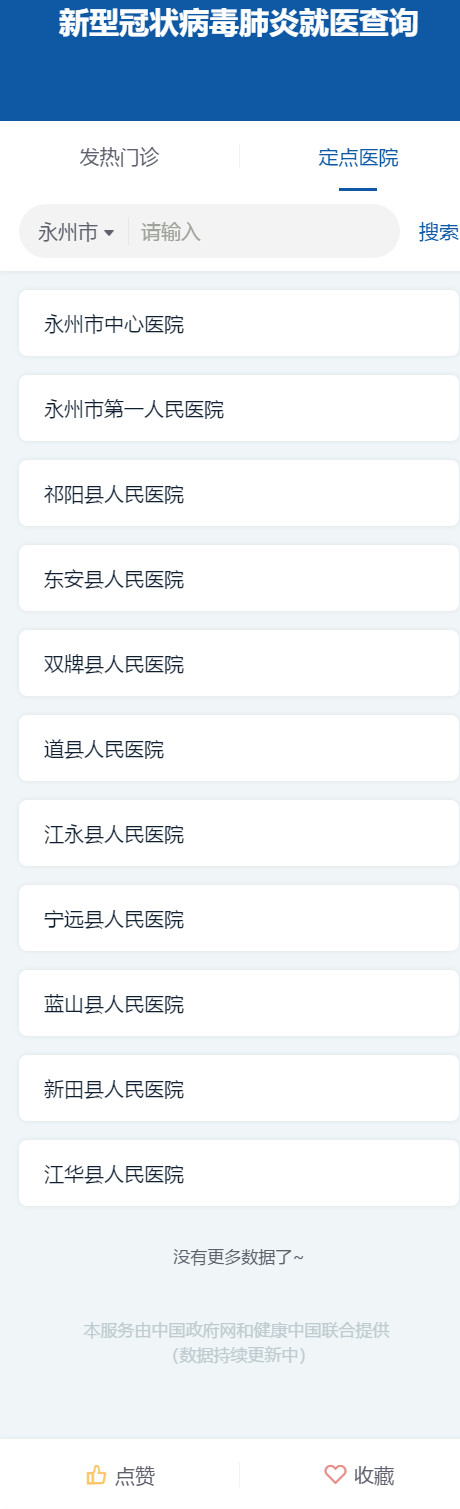 新型冠状病毒肺炎就医查询
发热门诊
定点医院
永州市 请输入 搜索
永州市中心医院
永州市第一人民医院
祁阳县人民医院
东安县人民医院
双牌县人民医院
道县人民医院
江永县人民医院
宁远县人民医院
蓝山县人民医院
新田县人民医院
江华县人民医院
没有更多数据了~
本服务由中国政府网和健康中国联合提供
（数据持续更新中）
点赞
收藏